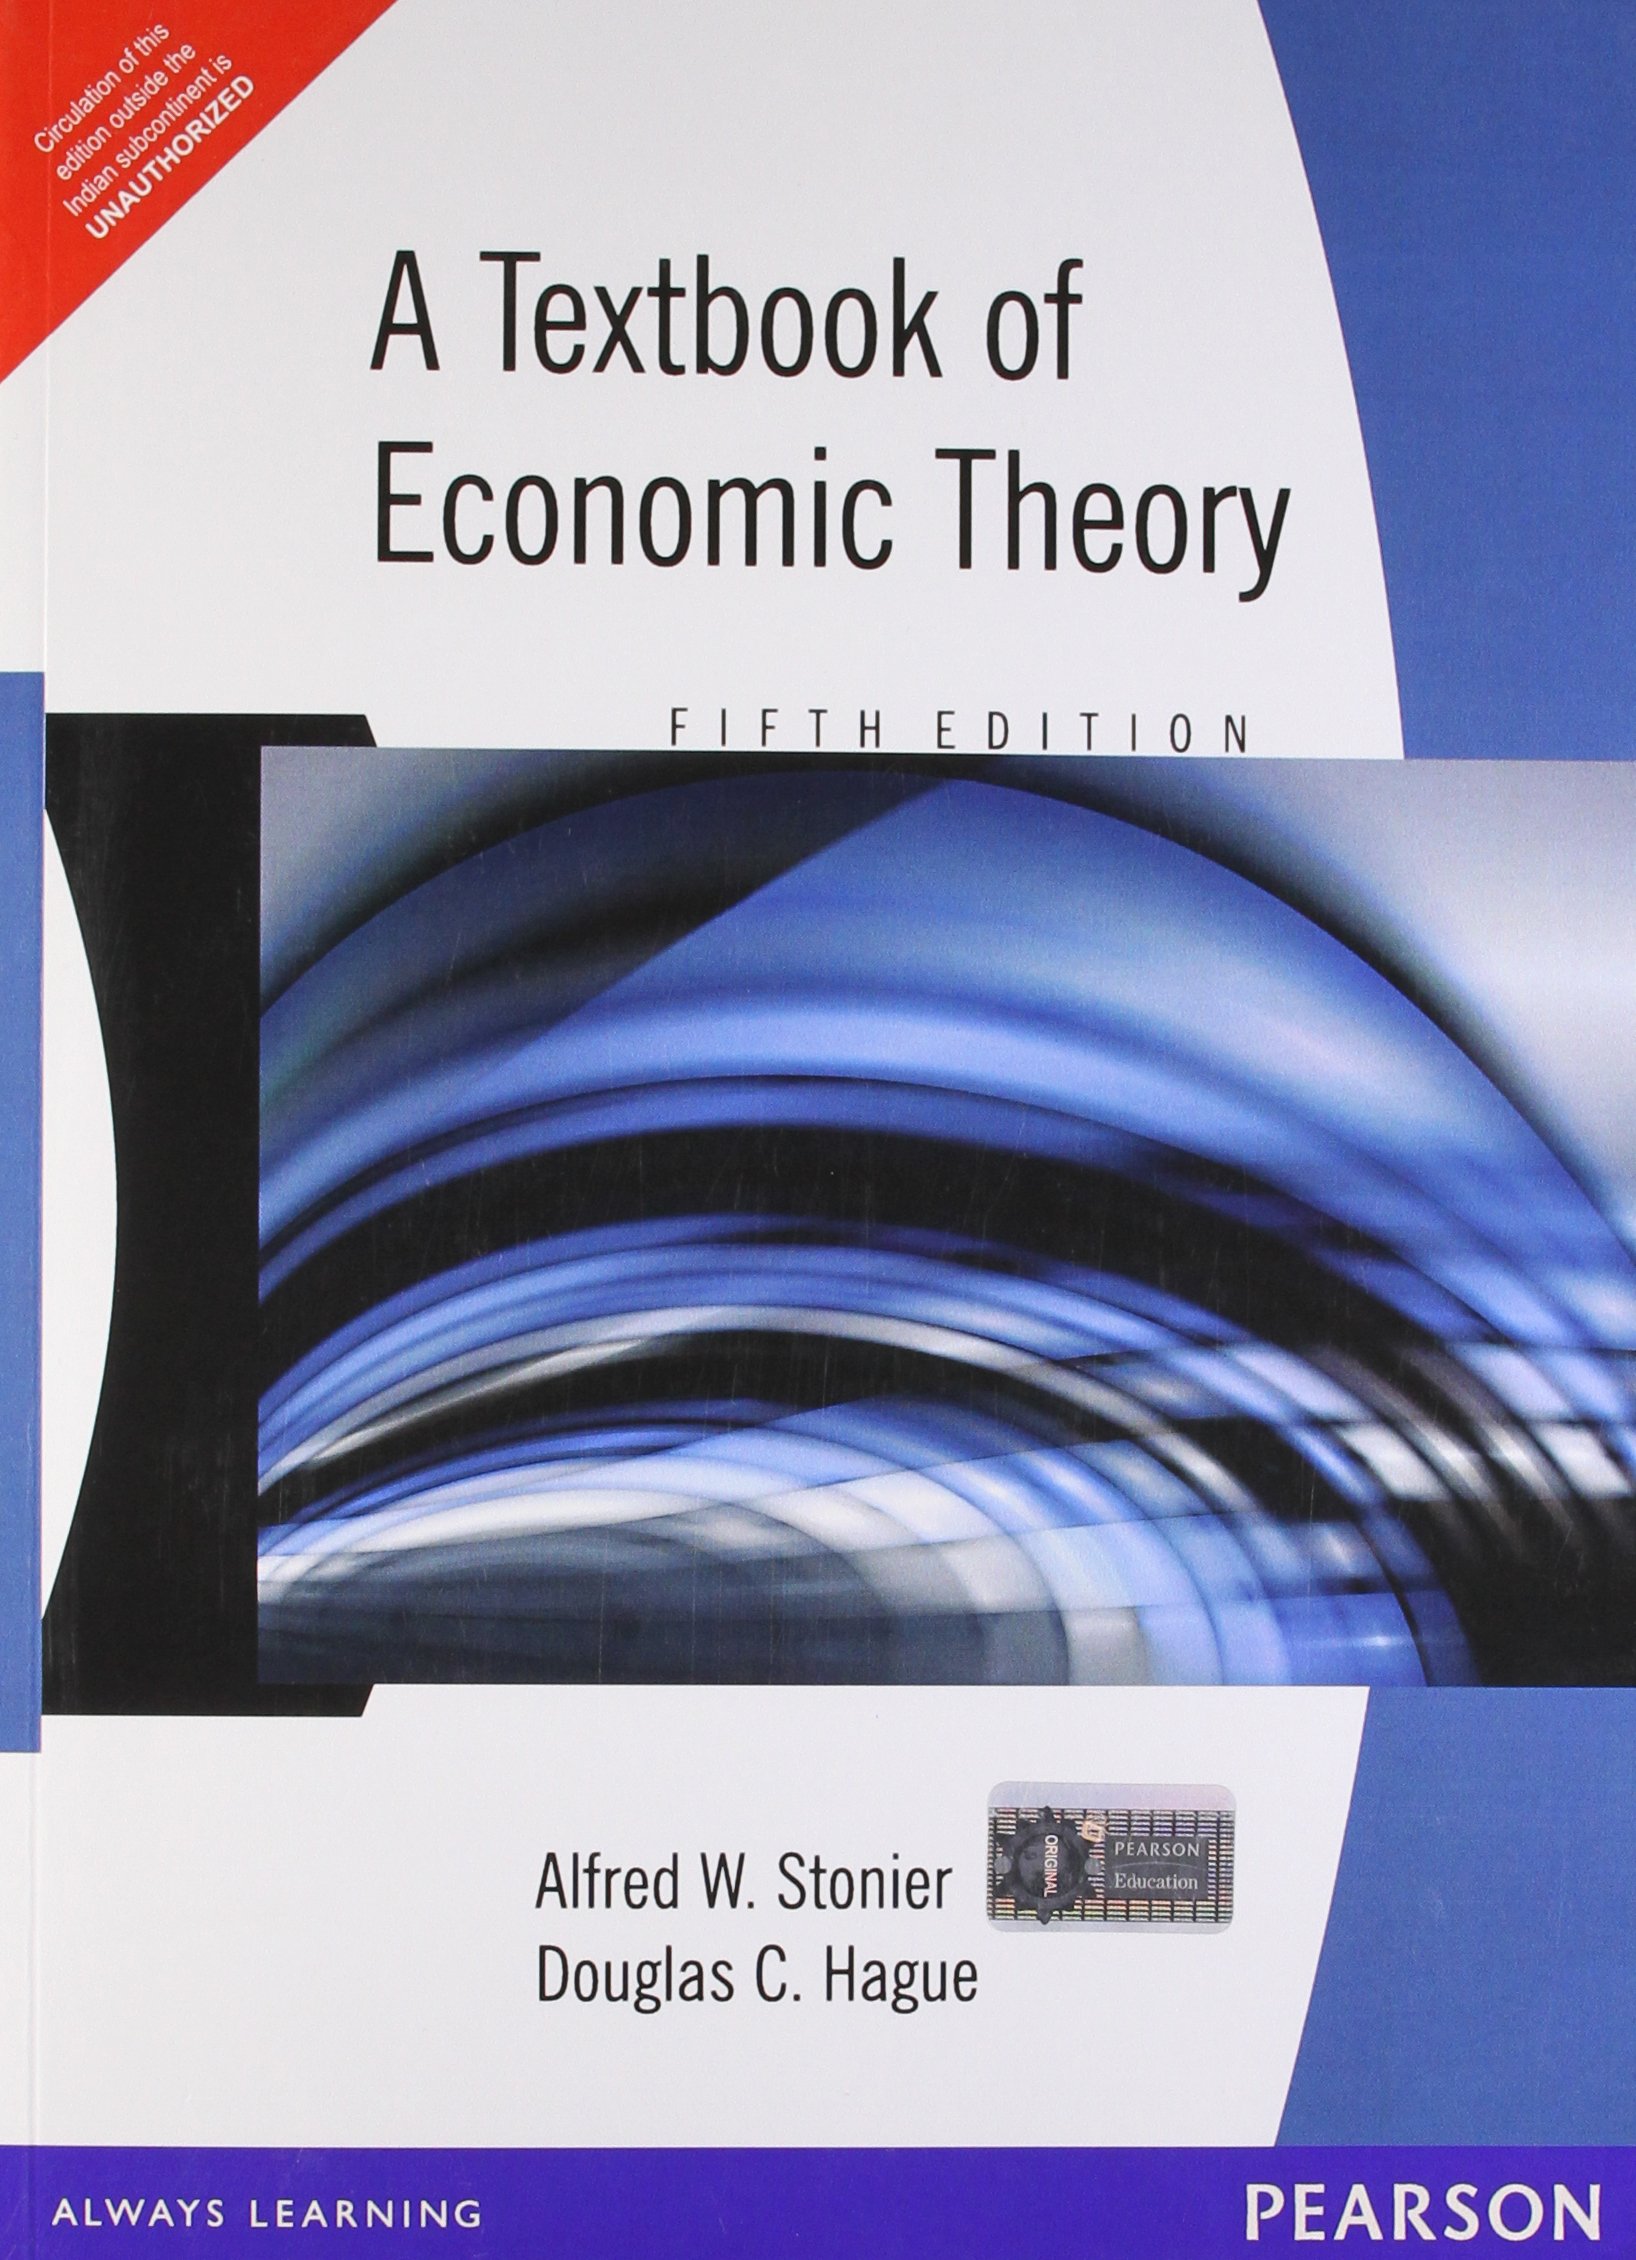 Circulation of this
edition outside the
Indian subcontinent is
UNAUTHORIZED
A Textbook of
Economic Theory
FIFTH EDITION
Alfred W. Stonier
Douglas C. Hague
ORIGINAL
PEARSON
Education
ALWAYS LEARNING
PEARSON